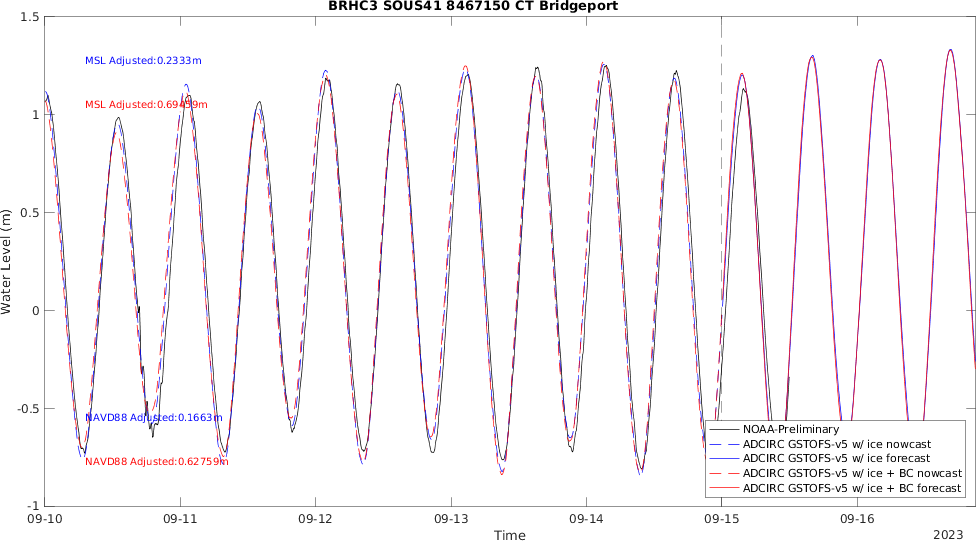 BRHC3 SOUS41 8467150 CT Bridgeport
1.5
MSL Adjusted:0.2333m
MSL Adjusted:0.69459m
1
0.5
Water Level (m)
0
-0.5
NAVD88 Adjusted:0.1663m
NAVD88 Adjusted:0.62759m
NOAA-Preliminary
ADCIRC GSTOFS-v5 w/ ice nowcast
ADCIRC GSTOFS-v5 w/ ice forecast
ADCIRC GSTOFS-v5 w/ ice + BC nowcast
ADCIRC GSTOFS-v5 w/ ice + BC forecast
-1
09-10 09-11 09-12 09-13 09-14 09-15 09-16
Time
2023